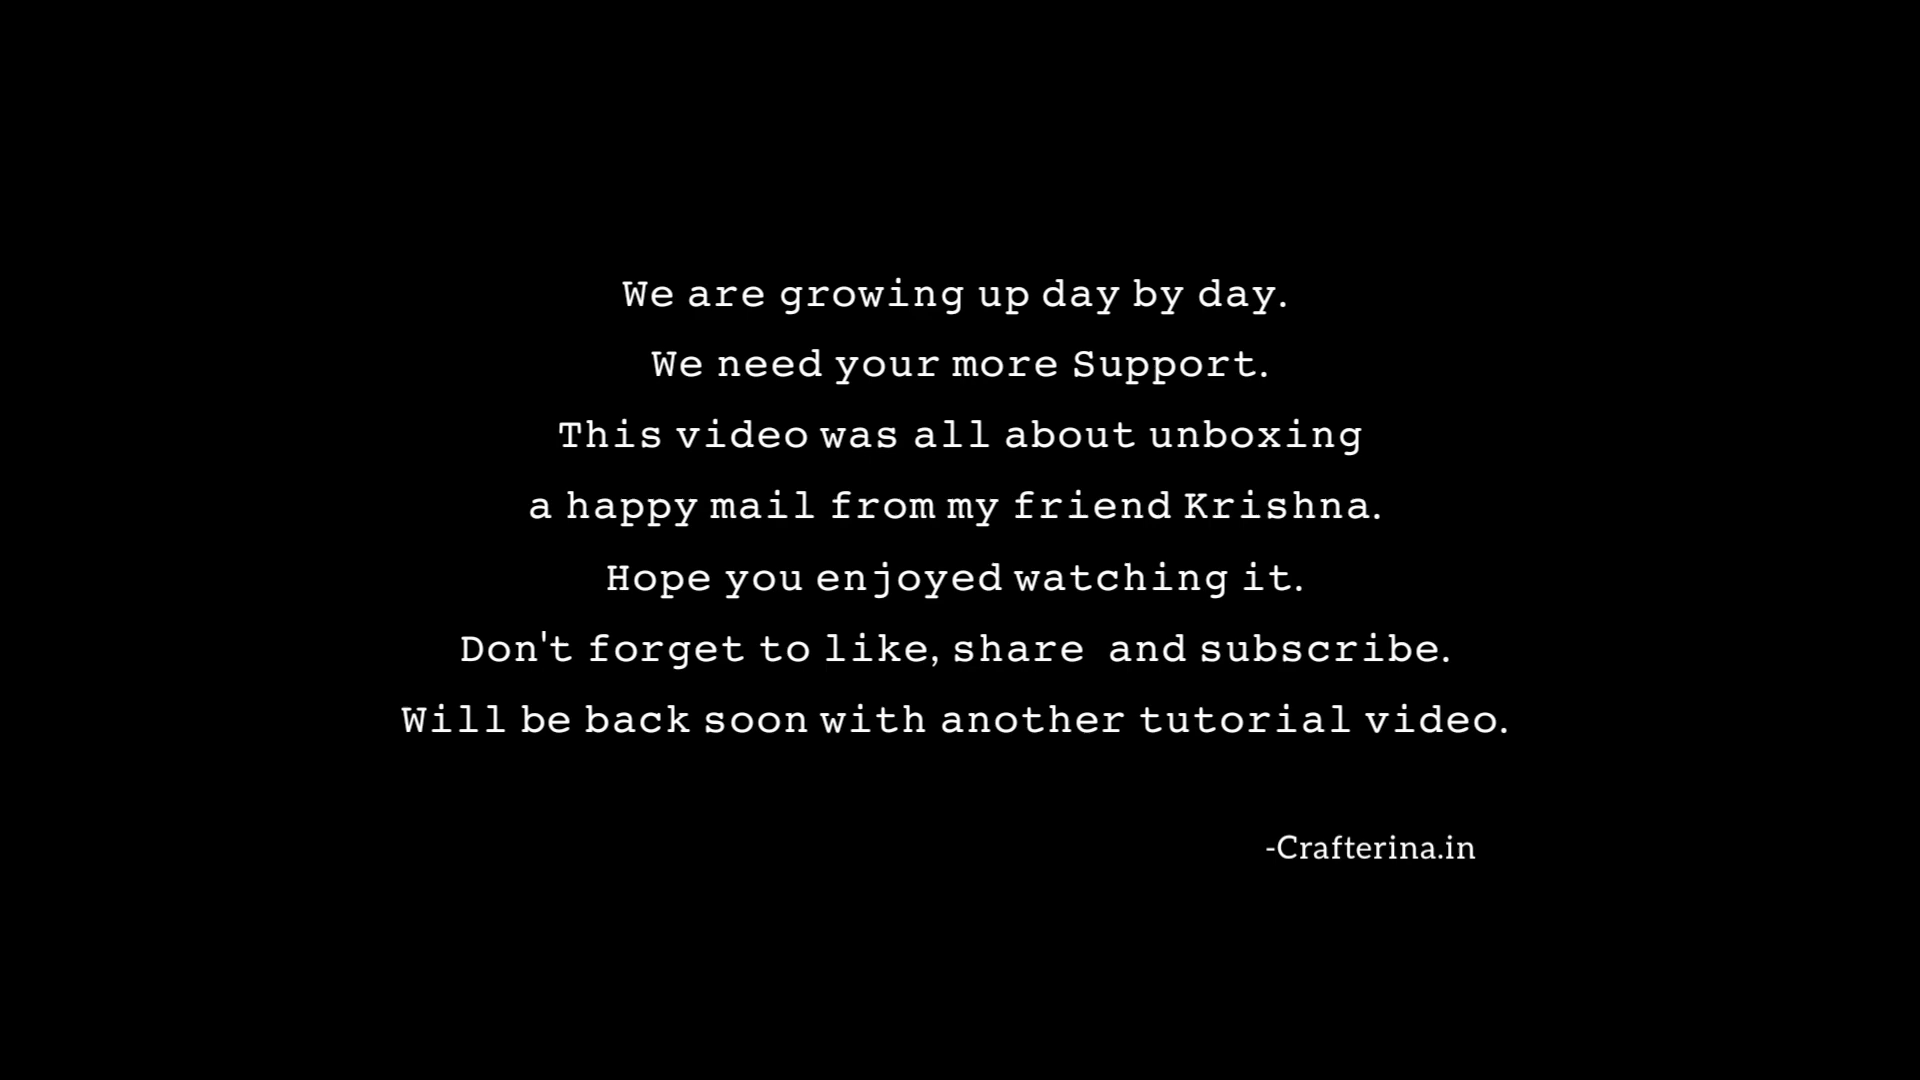 We are growing up day by day.
We need your more Support.
This video was all about unboxing
a happy mail from my friend Krishna.
Hope you enjoyed watching it.
Don't forget to like, share  and subscribe.
Will be back soon with another tutorial video.
-Crafterina.in